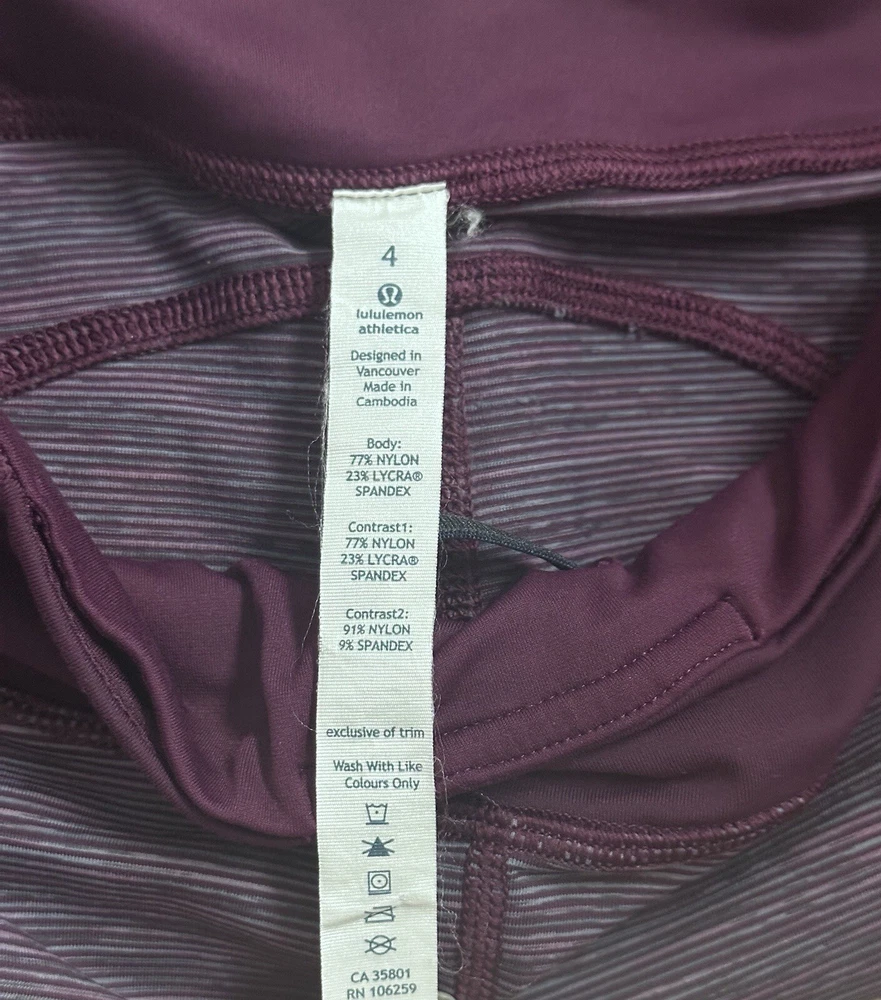 4
lululemon
athletica
Designed in
Vancouver
Made in
Cambodia
Body:
77% NYLON
23% LYCRA®
SPANDEX
Contrast1:
77% NYLON
23% LYCRA®
SPANDEX
Contrast2:
91% NYLON
9% SPANDEX
exclusive of trim
Wash With Like
Colours Only
CA 35801
RN 106259